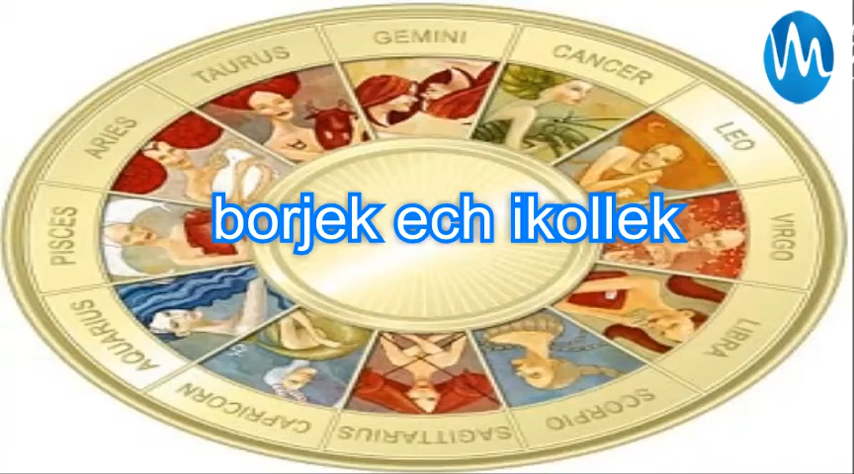 GEMINI
TAURUS
CANCER
ARIES
LEO
borjek ech ikollek
PISCES
VIRGO
AQUARIUS
LIBRA
CAPRICORN
SCORPIO
SAGITTARIUS